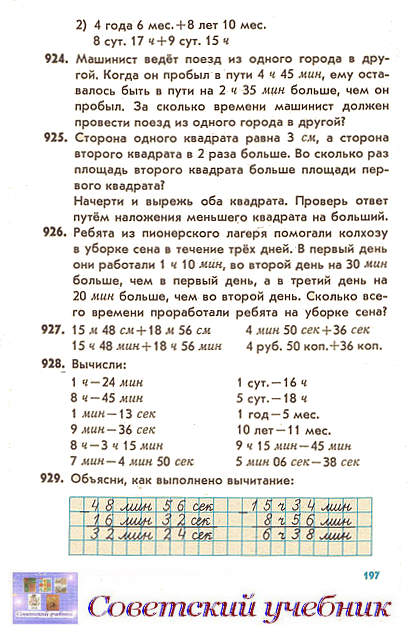 2) 4 года 6 мес.+8 лет 10 мес.
8 сут. 17 ч+9 сут. 15 ч
924. Машинист ведёт поезд из одного города в дру-
гой. Когда он пробыл в пути 4 ч 45 мин, ему оста-
валось быть в пути на 2 ч 35 мин больше, чем он
пробыл. За сколько времени машинист должен
провести поезд из одного города в другой?
925. Сторона одного квадрата равна 3 см, а сторона
второго квадрата в 2 раза больше. Во сколько раз
площадь второго квадрата больше площади пер-
вого квадрата?
Начерти и вырежь оба квадрата. Проверь ответ
путём наложения меньшего квадрата на больший.
926. Ребята из пионерского лагеря помогали колхозу
в уборке сена в течение трёх дней. В первый день
они работали 1 ч 10 мин, во второй день на 30 мин
больше, чем в первый день, а в третий день на
20 мин больше, чем во второй день. Сколько все-
го времени проработали ребята на уборке сена?
927. 15 м 48 см+18 м 56 см 4 мин 50 сек+36 сек
15 ч 48 мин+18 ч 56 мин 4 руб. 50 коп.+36 коп.
928. Вычисли:
1 ч—24 мин 1 сут.—16 ч
8 ч—45 мин 5 сут.—18 ч
1 мин—13 сек 1 год—5 мес.
9 мин—36 сек 10 лет—11 мес.
8 ч—3 ч 15 мин 9 ч 15 мин—45 мин
7 мин—4 мин 50 сек 5 мин 06 сек—38 сек
929. Объясни, как выполнено вычитание:
—48 мин 56 сек —15 ч 34 мин
16 мин 32 сек 8 ч 56 мин
32 мин 24 сек 6 ч 38 мин
197
Советский учебник